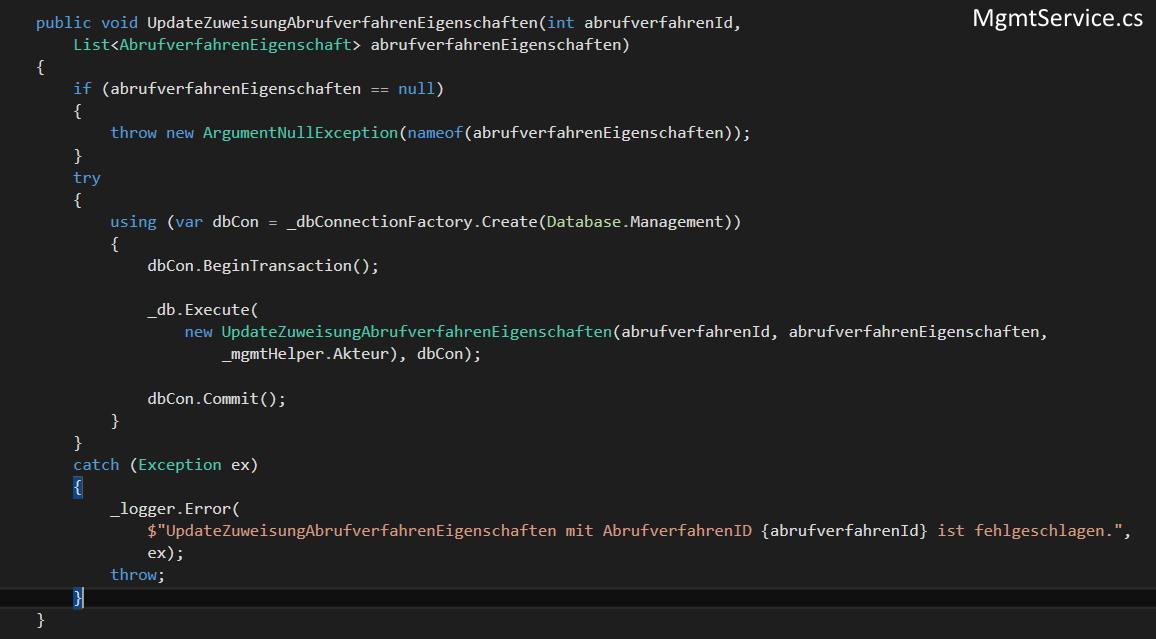 MgmtService.cs
public void UpdateZuweisungAbrufverfahrenEigenschaften(int abrufverfahrenId,
List<AbrufverfahrenEigenschaft> abrufverfahrenEigenschaften)
{
if (abrufverfahrenEigenschaften == null)
{
throw new ArgumentNullException(nameof(abrufverfahrenEigenschaften));
}
try
{
using (var dbCon = _dbConnectionFactory.Create(Database.Management))
{
dbCon.BeginTransaction();
_db.Execute(
new UpdateZuweisungAbrufverfahrenEigenschaften(abrufverfahrenId, abrufverfahrenEigenschaften,
_mgmtHelper.Akteur), dbCon);
dbCon.Commit();
}
}
catch (Exception ex)
{
_logger.Error(
$"UpdateZuweisungAbrufverfahrenEigenschaften mit AbrufverfahrenID {abrufverfahrenId} ist fehlgeschlagen.",
ex);
throw;
}
}